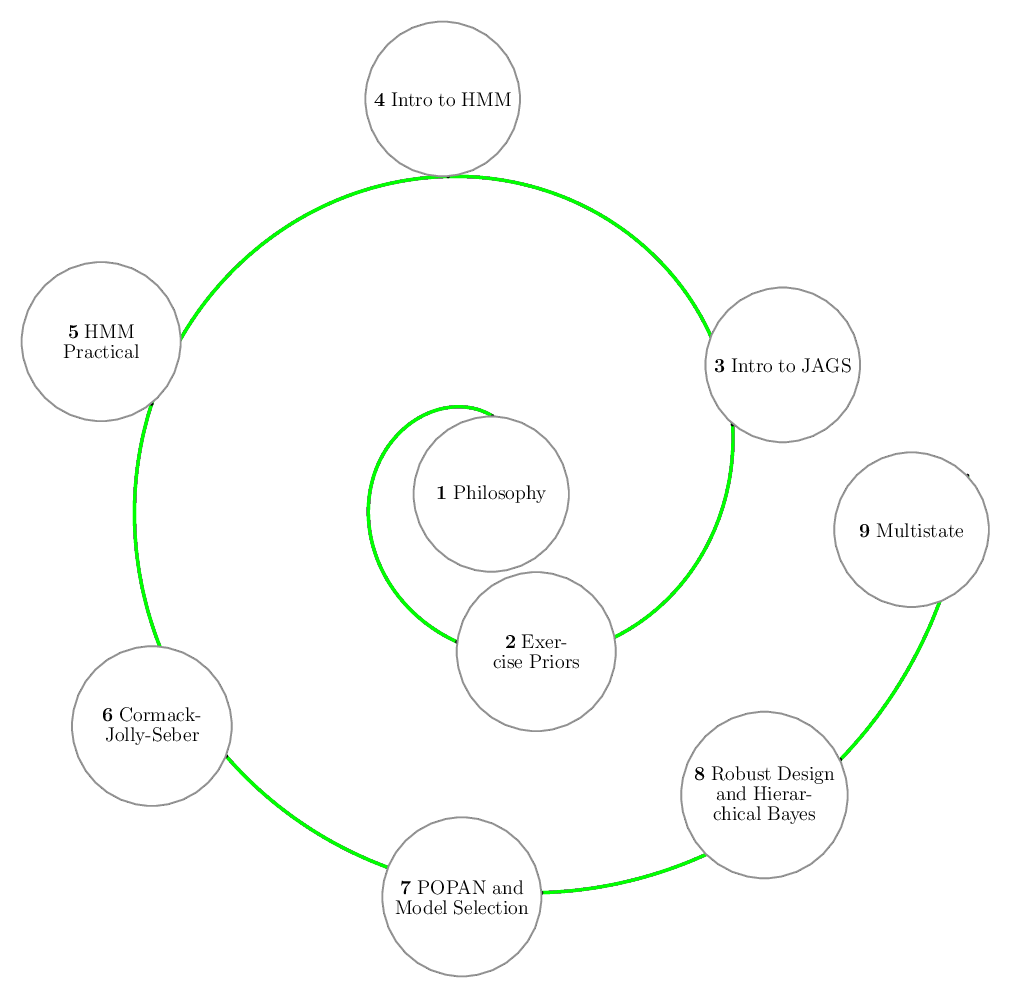 1 Philosophy
2 Exer-
cise Priors
3 Intro to JAGS
4 Intro to HMM
5 HMM
Practical
6 Cormack-
Jolly-Seber
7 POPAN and
Model Selection
8 Robust Design
and Hierar-
chical Bayes
9 Multistate